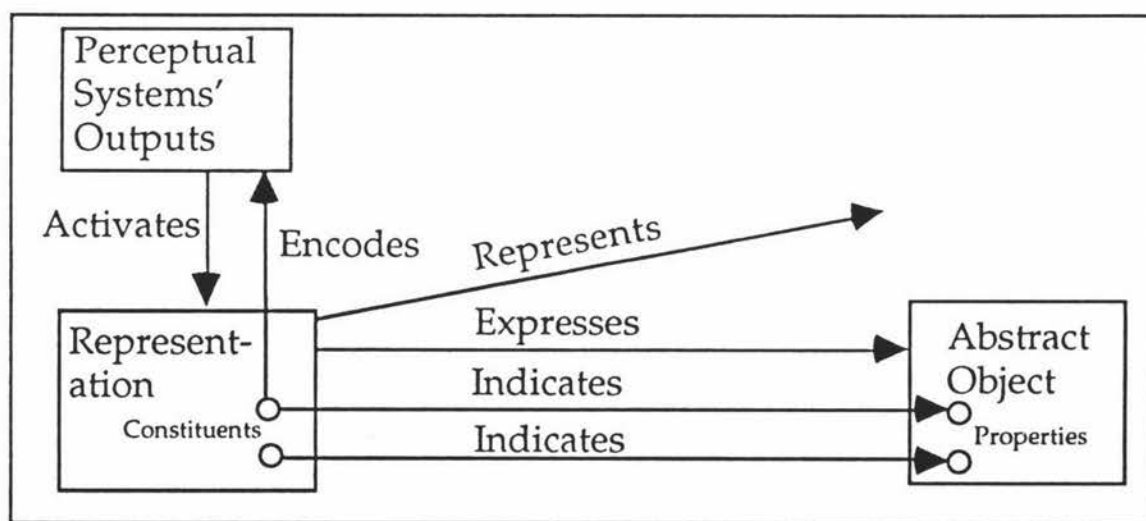 Perceptual
Systems'
Outputs
Activates
Encodes
Represents
Represent-
ation
Constituents
Expresses
Indicates
Indicates
Abstract
Object
Properties